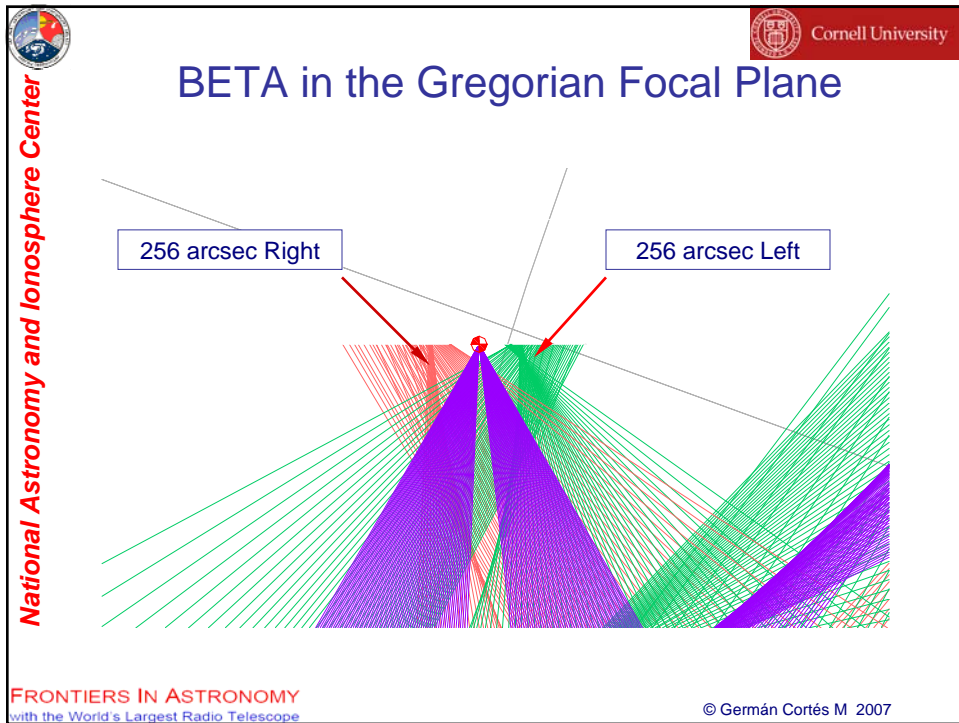 Cornell University
BETA in the Gregorian Focal Plane
National Astronomy and Ionosphere Center
256 arcsec Right
256 arcsec Left
FRONTIERS IN ASTRONOMY
with the World's Largest Radio Telescope
© Germán Cortés M 2007